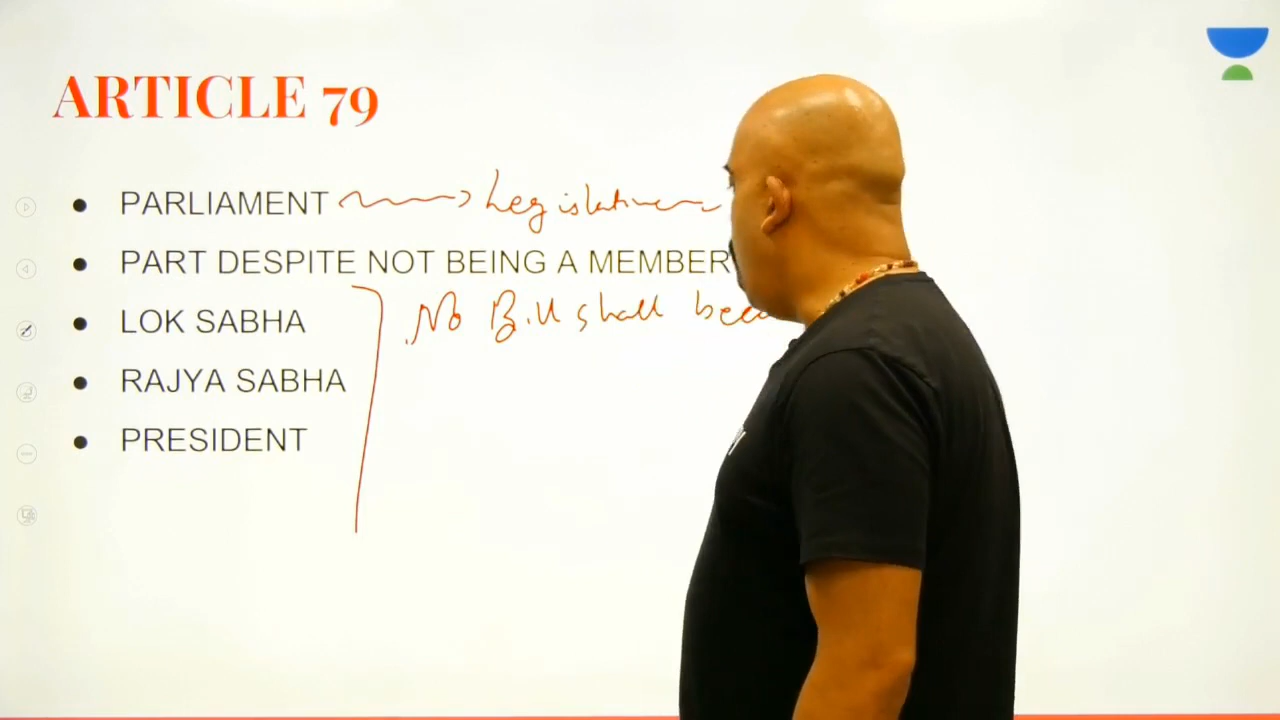 ARTICLE 79
• PARLIAMENT Legislature
• PART DESPITE NOT BEING A MEMBER
• LOK SABHA No Bill shall
• RAJYA SABHA
• PRESIDENT